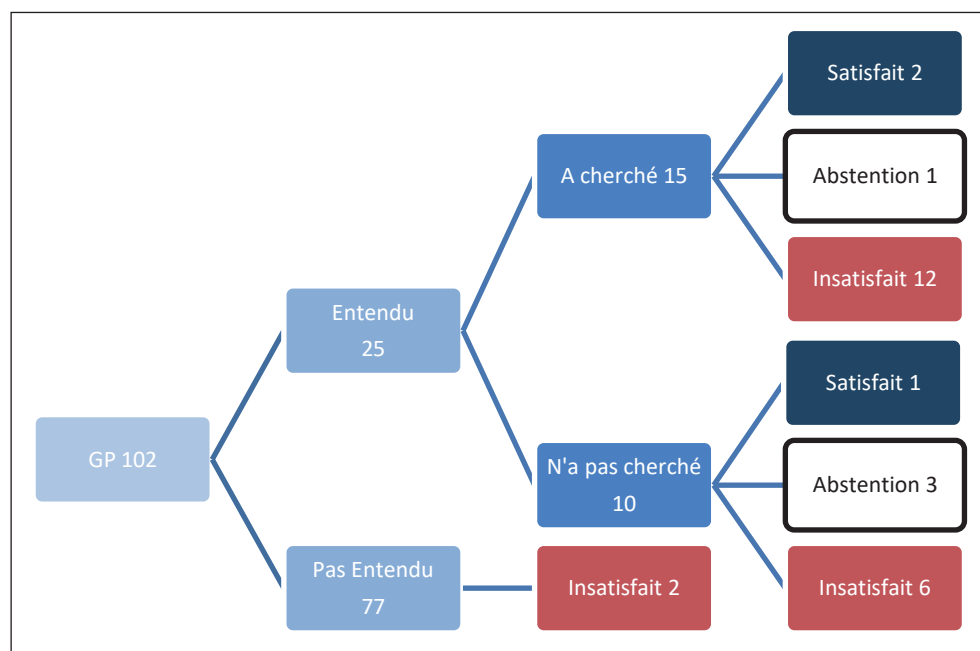 GP 102
Entendu
25
Pas Entendu
77
A cherché 15
N'a pas cherché
10
Insatisfait 2
Satisfait 2
Abstention 1
Insatisfait 12
Satisfait 1
Abstention 3
Insatisfait 6